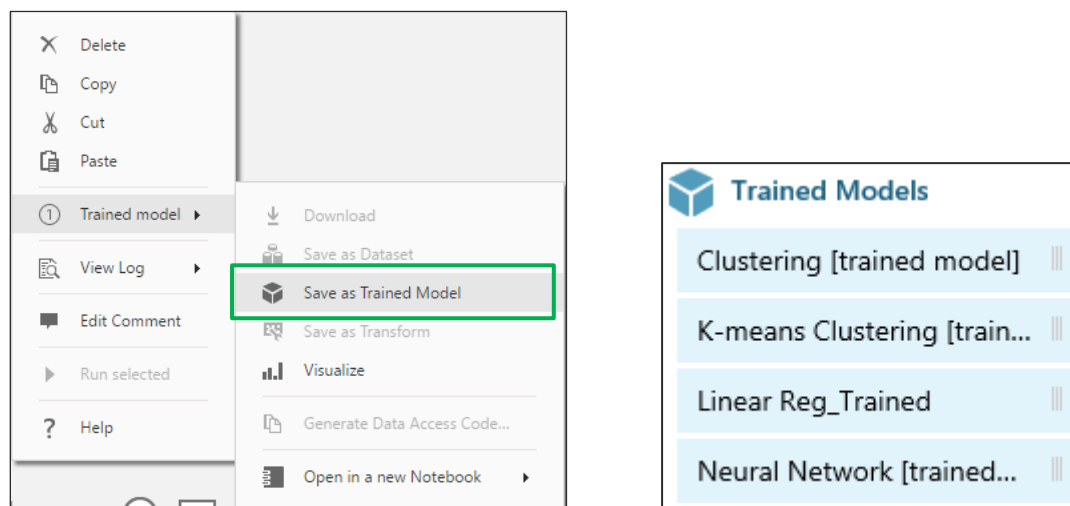 Delete
Copy
Cut
Paste
1 Trained model
View Log
Edit Comment
Run selected
? Help
Download
Save as Dataset
Save as Trained Model
Save as Transform
Visualize
Generate Data Access Code...
Open in a new Notebook
Trained Models
Clustering [trained model]
K-means Clustering [train...
Linear Reg_Trained
Neural Network [trained...